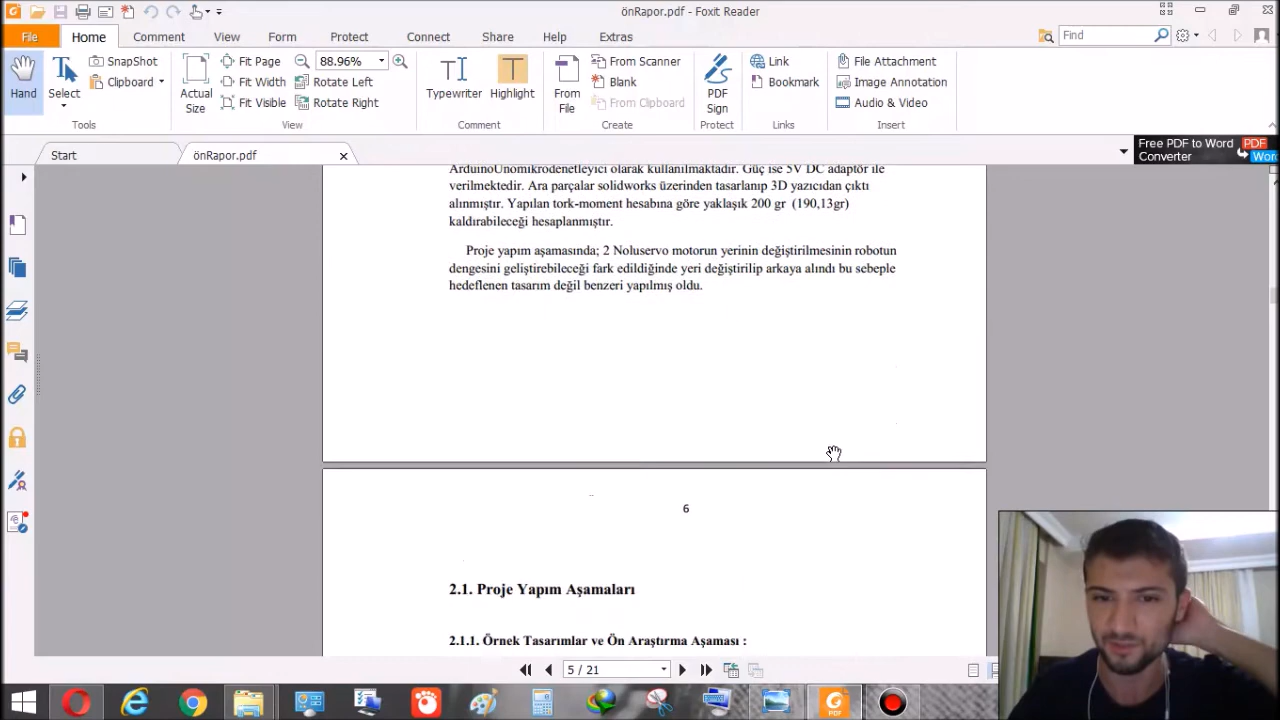 önRapor.pdf - Foxit Reader
File Home Comment View Form Protect Connect Share Help Extras
Find
Hand
Select
SnapShot
Clipboard
Tools
Actual
Size
Fit Page
Fit Width
Fit Visible
88.96%
Rotate Left
Rotate Right
View
Typewriter
Highlight
Comment
From
File
From Scanner
Blank
From Clipboard
Create
PDF
Sign
Protect
Link
Bookmark
Links
File Attachment
Image Annotation
Audio & Video
Insert
Start
önRapor.pdf
Free PDF to Word
Converter
PDF
Word
ArduinoUnomikrodenetleyici olarak kullanılmaktadır. Güç ise 5V DC adaptör ile
verilmektedir. Ara parçalar solidworks üzerinden tasarlanıp 3D yazıcıdan çıktı
alınmıştır. Yapılan tork-moment hesabına göre yaklaşık 200 gr (190,13gr)
kaldırabileceği hesaplanmıştır.
Proje yapım aşamasında; 2 Noluservo motorun yerinin değiştirilmesinin robotun
dengesini geliştirebileceği fark edildiğinde yeri değiştirilip arkaya alındı bu sebeple
hedeflenen tasarım değil benzeri yapılmış oldu.
6
2.1. Proje Yapım Aşamaları
2.1.1. Örnek Tasarımlar ve Ön Araştırma Aşaması :
5 / 21
PDF